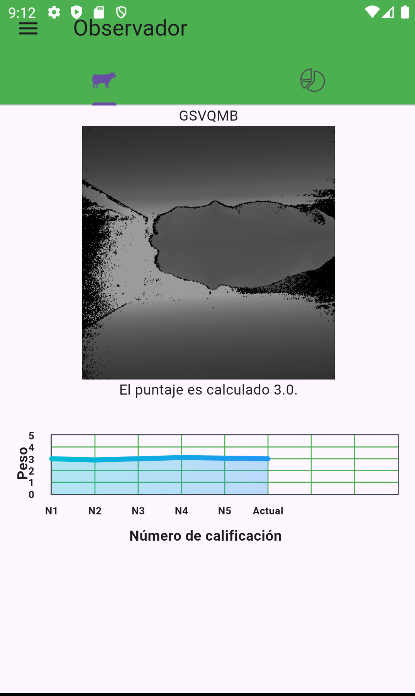 9:12
Observador
GSVQMB
El puntaje es calculado 3.0.
Peso
5
4
3
2
1
0
N1 N2 N3 N4 N5 Actual
Número de calificación